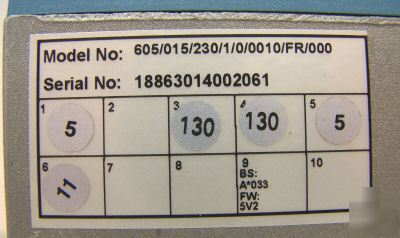 Model No: 605/015/230/1/0/0010/FR/000
Serial No: 18863014002061
1 2 3 4 5
5 130 130 5
6 7 8 9 10
11
BS:
A*033
FW:
5V2